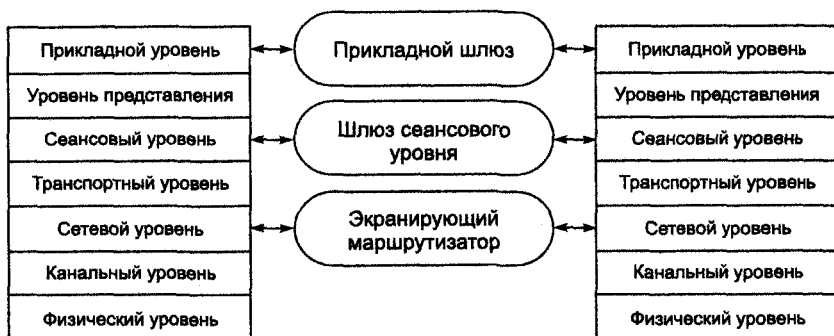 Прикладной уровень
Уровень представления
Сеансовый уровень
Транспортный уровень
Сетевой уровень
Канальный уровень
Физический уровень
Прикладной шлюз
Шлюз сеансового
уровня
Экранирующий
маршрутизатор
Прикладной уровень
Уровень представления
Сеансовый уровень
Транспортный уровень
Сетевой уровень
Канальный уровень
Физический уровень